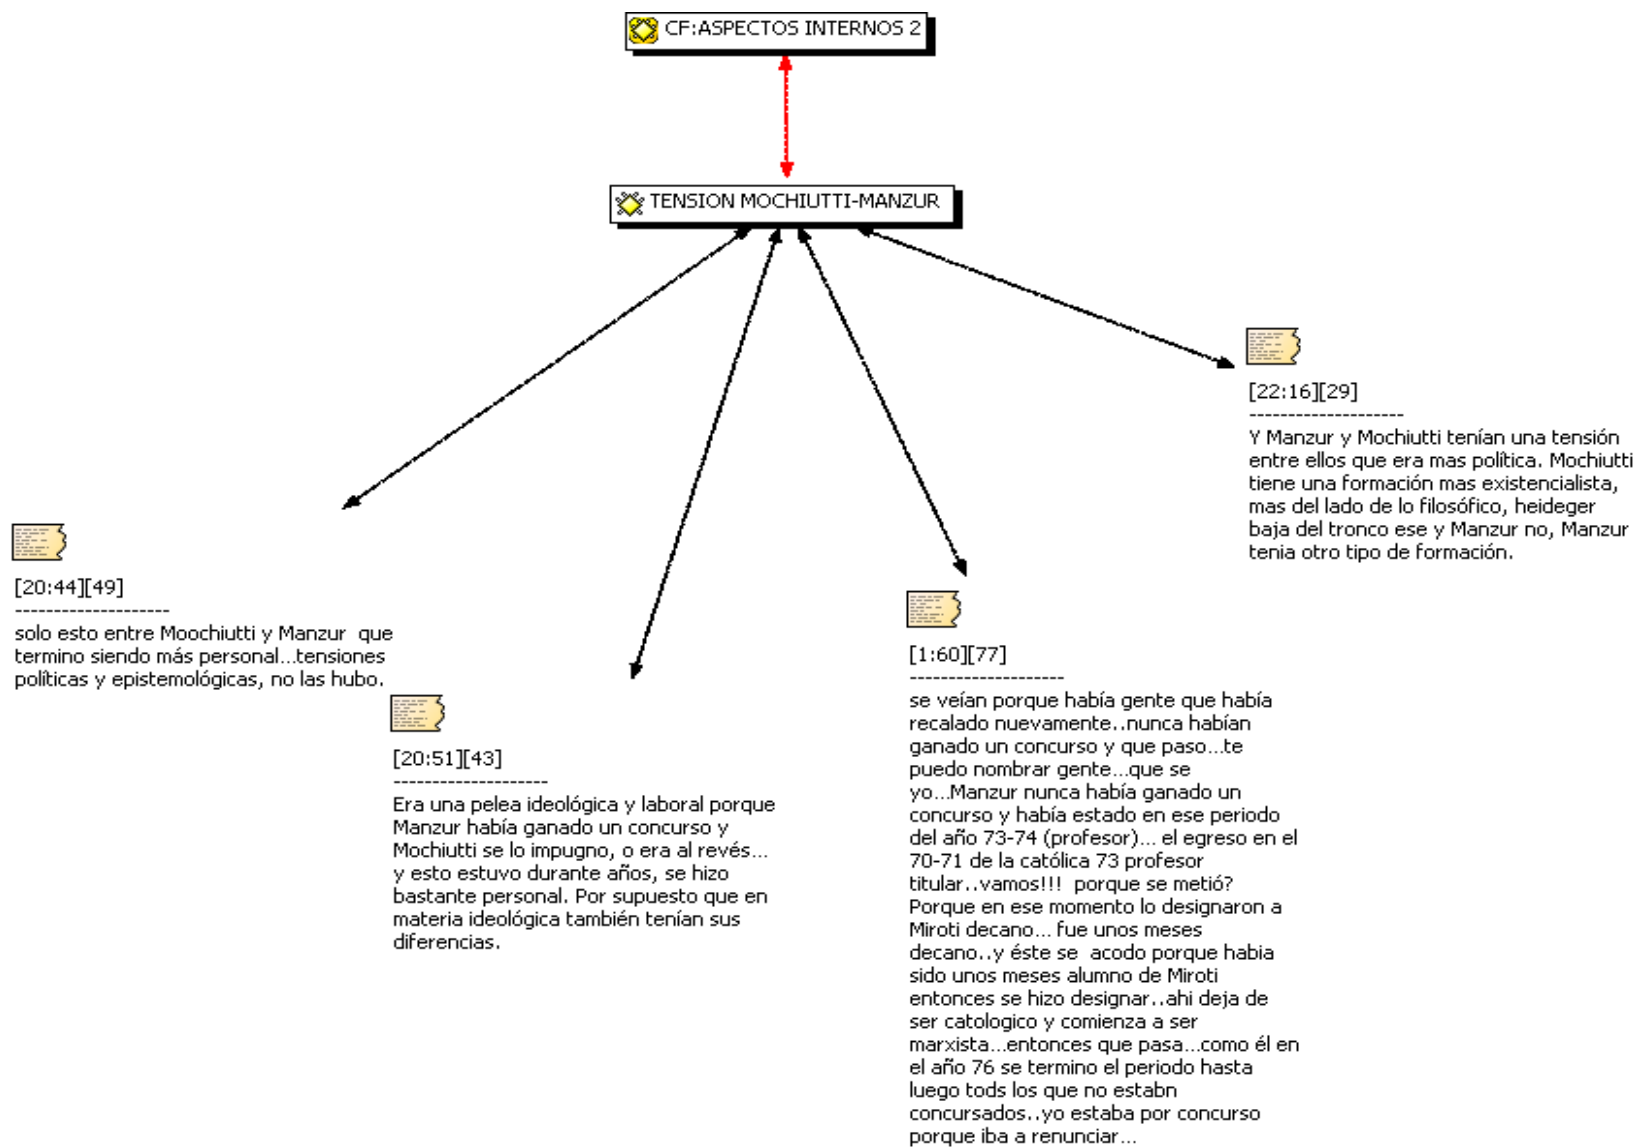 CF:ASPECTOS INTERNOS 2
TENSION MOCHIUTTI-MANZUR
[20:44][49]
--------------------
solo esto entre Moochiutti y Manzur  que
termino siendo más personal...tensiones
políticas y epistemológicas, no las hubo.
[20:51][43]
--------------------
Era una pelea ideológica y laboral porque
Manzur había ganado un concurso y
Mochiutti se lo impugno, o era al revés...
y esto estuvo durante años, se hizo
bastante personal. Por supuesto que en
materia ideológica también tenían sus
diferencias.
[1:60][77]
--------------------
se veían porque había gente que había
recalado nuevamente..nunca habían
ganado un concurso y que paso...te
puedo nombrar gente...que se
yo...Manzur nunca había ganado un
concurso y había estado en ese periodo
del año 73-74 (profesor)... el egreso en el
70-71 de la católica 73 profesor
titular..vamos!!!  porque se metió?
Porque en ese momento lo designaron a
Miroti decano... fue unos meses
decano..y éste se  acodo porque habia
sido unos meses alumno de Miroti
entonces se hizo designar..ahi deja de
ser catologico y comienza a ser
marxista...entonces que pasa...como él en
el año 76 se termino el periodo hasta
luego tods los que no estabn
concursados..yo estaba por concurso
porque iba a renunciar...
[22:16][29]
--------------------
Y Manzur y Mochiutti tenían una tensión
entre ellos que era mas política. Mochiutti
tiene una formación mas existencialista,
mas del lado de lo filosófico, heideger
baja del tronco ese y Manzur no, Manzur
tenia otro tipo de formación.